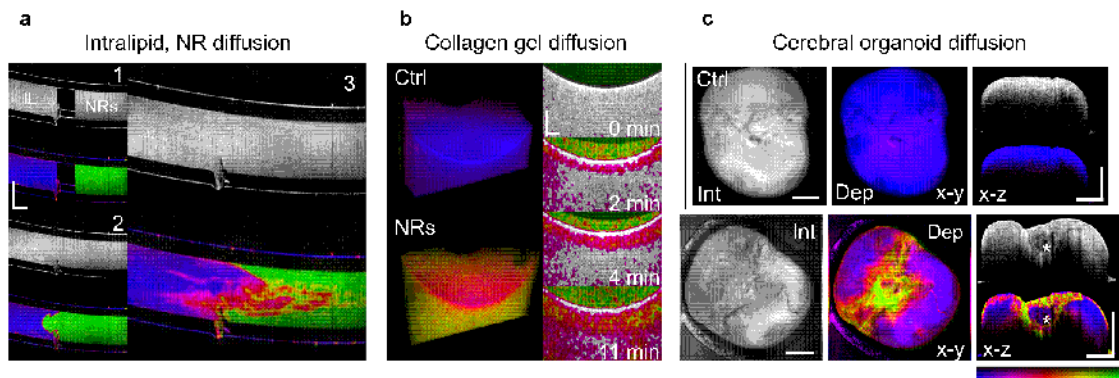 a
Intralipid, NR diffusion
1
IL
NRs
3
2
b
Collagen gel diffusion
Ctrl
NRs
0 min
2 min
4 min
11 min
c
Cerebral organoid diffusion
Ctrl
Int
Dep
x-y
x-z
Int
Dep
x-y
*
*
x-z